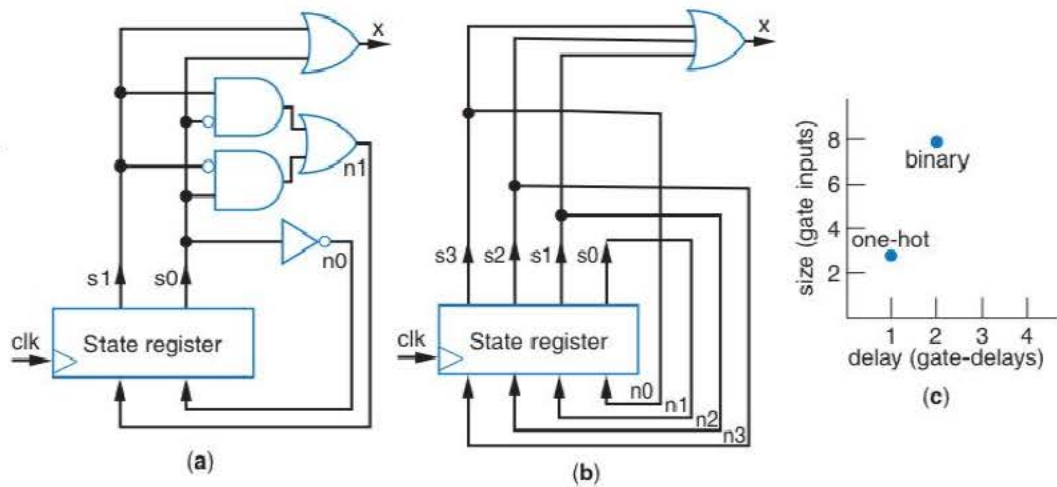 x
n1
n0
s1 s0
clk
State register
(a)
x
s3 s2 s1 s0
clk
State register
n0
n1
n2
n3
(b)
size (gate inputs)
8
6
4
2
binary
one-hot
1 2 3 4
delay (gate-delays)
(c)